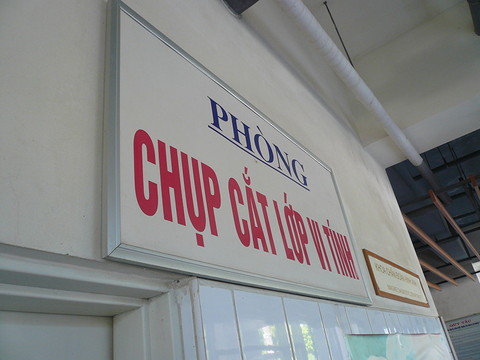 PHÒNG
CHỤP CẮT LỚP VI TÍNH